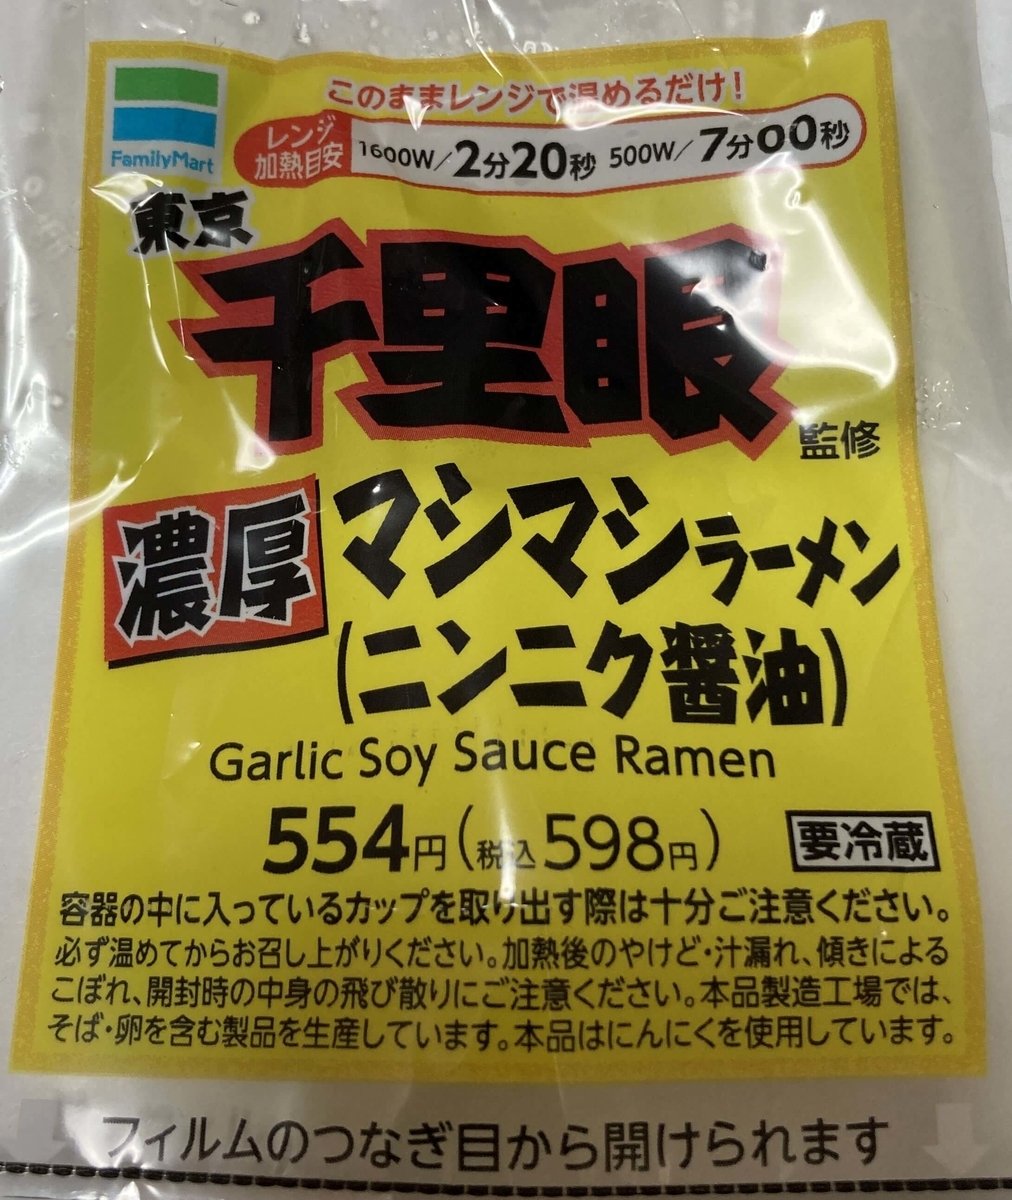 このままレンジで温めるだけ!
FamilyMart
レンジ加熱目安 1600W/2分20秒 500W/7分00秒
東京
千里眼
監修
濃厚 マシマシラーメン
(ニンニク醤油)
Garlic Soy Sauce Ramen
554円(税込598円) 要冷蔵
容器の中に入っているカップを取り出す際は十分ご注意ください。
必ず温めてからお召し上がりください。加熱後のやけど・汁漏れ、傾きによる
こぼれ、開封時の中身の飛び散りにご注意ください。本品製造工場では、
そば・卵を含む製品を生産しています。本品はにんにくを使用しています。
フィルムのつなぎ目から開けられます